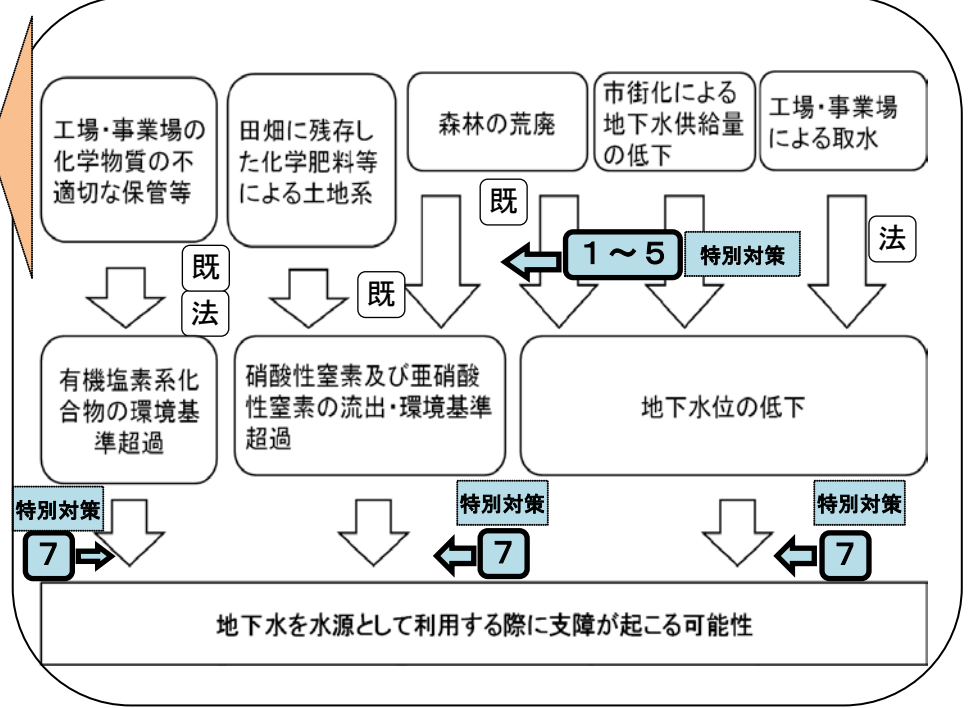 工場・事業場の
化学物質の不
適切な保管等
田畑に残存し
た化学肥料等
による土地系
森林の荒廃
市街化による
地下水供給量
の低下
工場・事業場
による取水
既
法
既
既
1～5
特別対策
法
有機塩素系化
合物の環境基
準超過
硝酸性窒素及び亜硝酸
性窒素の流出・環境基準
超過
地下水位の低下
特別対策
7
特別対策
7
特別対策
7
地下水を水源として利用する際に支障が起こる可能性